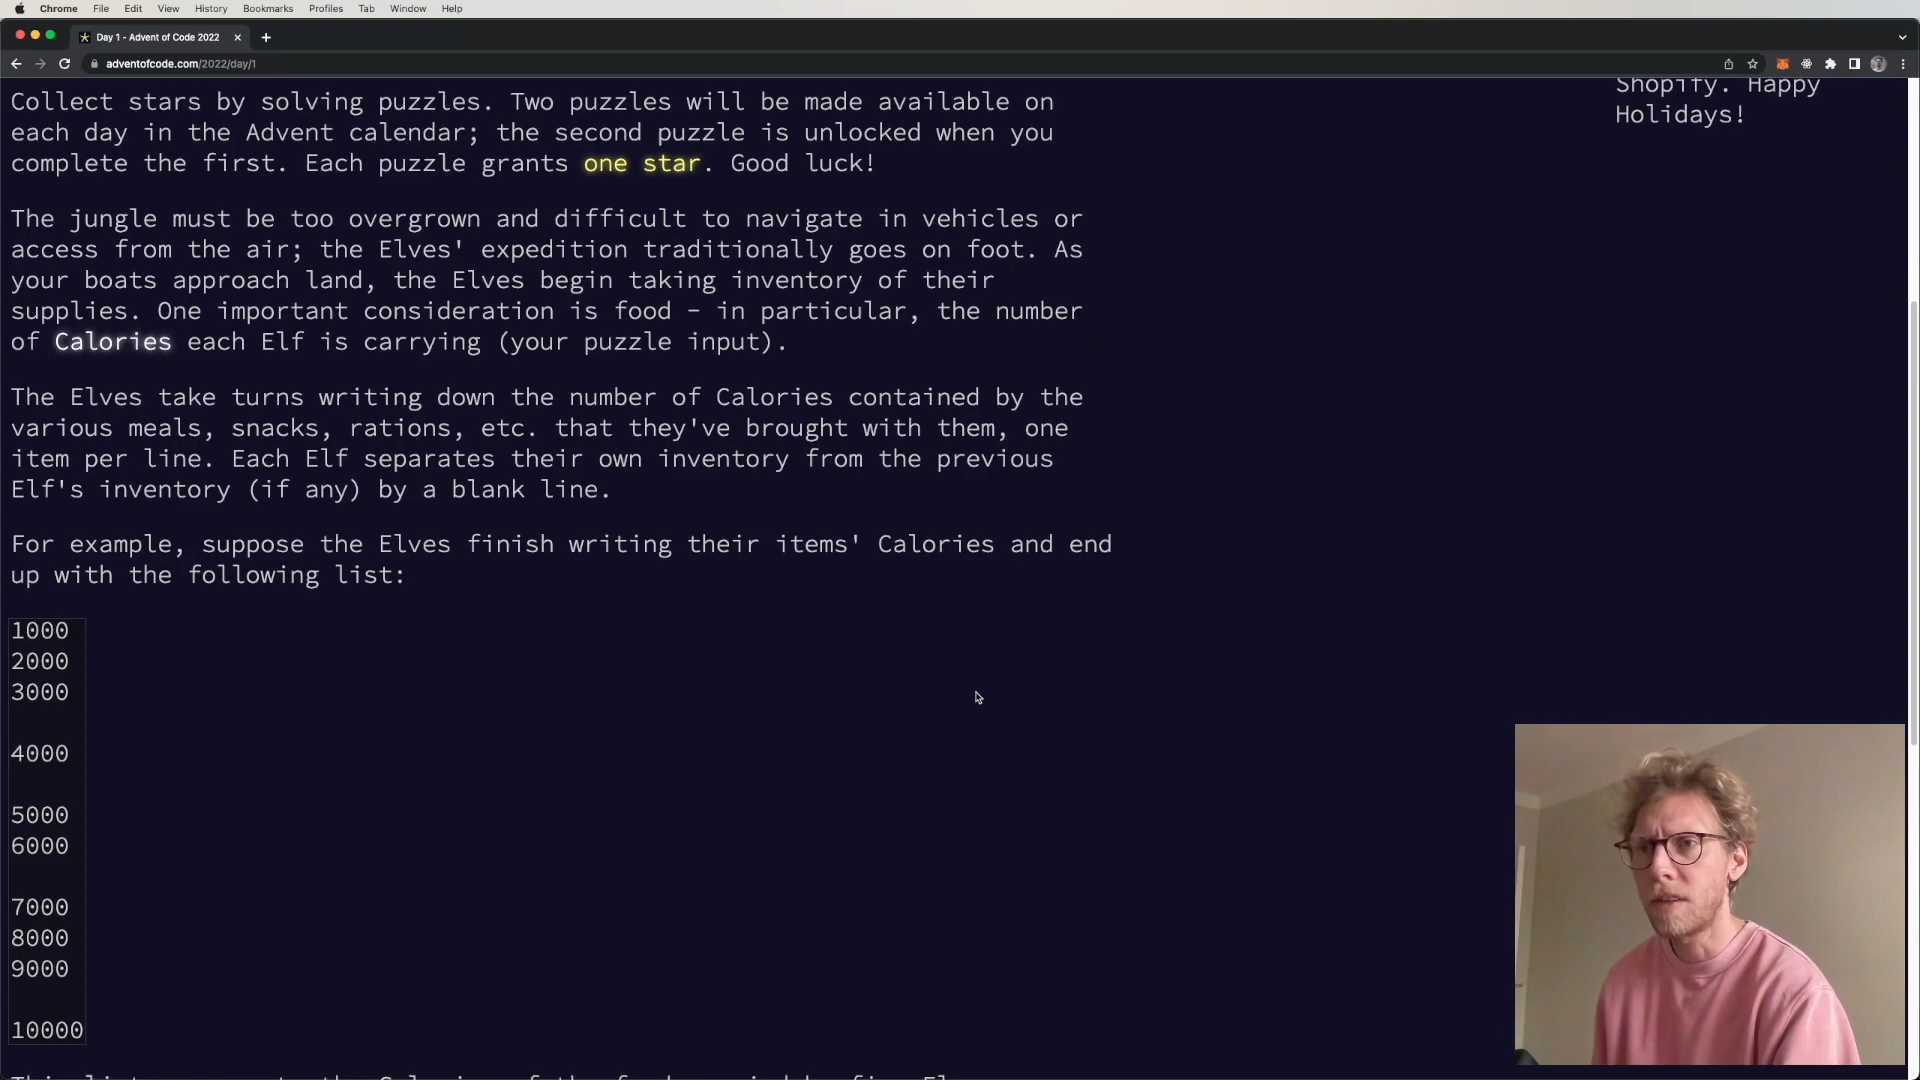 Chrome File Edit View History Bookmarks Profiles Tab Window Help
Day 1 - Advent of Code 2022
adventofcode.com/2022/day/1
Shopify. Happy
Holidays!
Collect stars by solving puzzles. Two puzzles will be made available on
each day in the Advent calendar; the second puzzle is unlocked when you
complete the first. Each puzzle grants one star. Good luck!
The jungle must be too overgrown and difficult to navigate in vehicles or
access from the air; the Elves' expedition traditionally goes on foot. As
your boats approach land, the Elves begin taking inventory of their
supplies. One important consideration is food - in particular, the number
of Calories each Elf is carrying (your puzzle input).
The Elves take turns writing down the number of Calories contained by the
various meals, snacks, rations, etc. that they've brought with them, one
item per line. Each Elf separates their own inventory from the previous
Elf's inventory (if any) by a blank line.
For example, suppose the Elves finish writing their items' Calories and end
up with the following list:
1000
2000
3000
4000
5000
6000
7000
8000
9000
10000